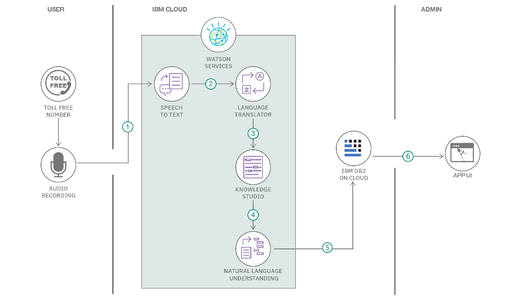 USER
IBM CLOUD
ADMIN
WATSON
SERVICES
TOLL
FREE
TOLL FREE
NUMBER
SPEECH
TO TEXT
2
LANGUAGE
TRANSLATOR
1
3
AUDIO
RECORDING
KNOWLEDGE
STUDIO
IBM DB2
ON CLOUD
6
APP UI
4
NATURAL LANGUAGE
UNDERSTANDING
5